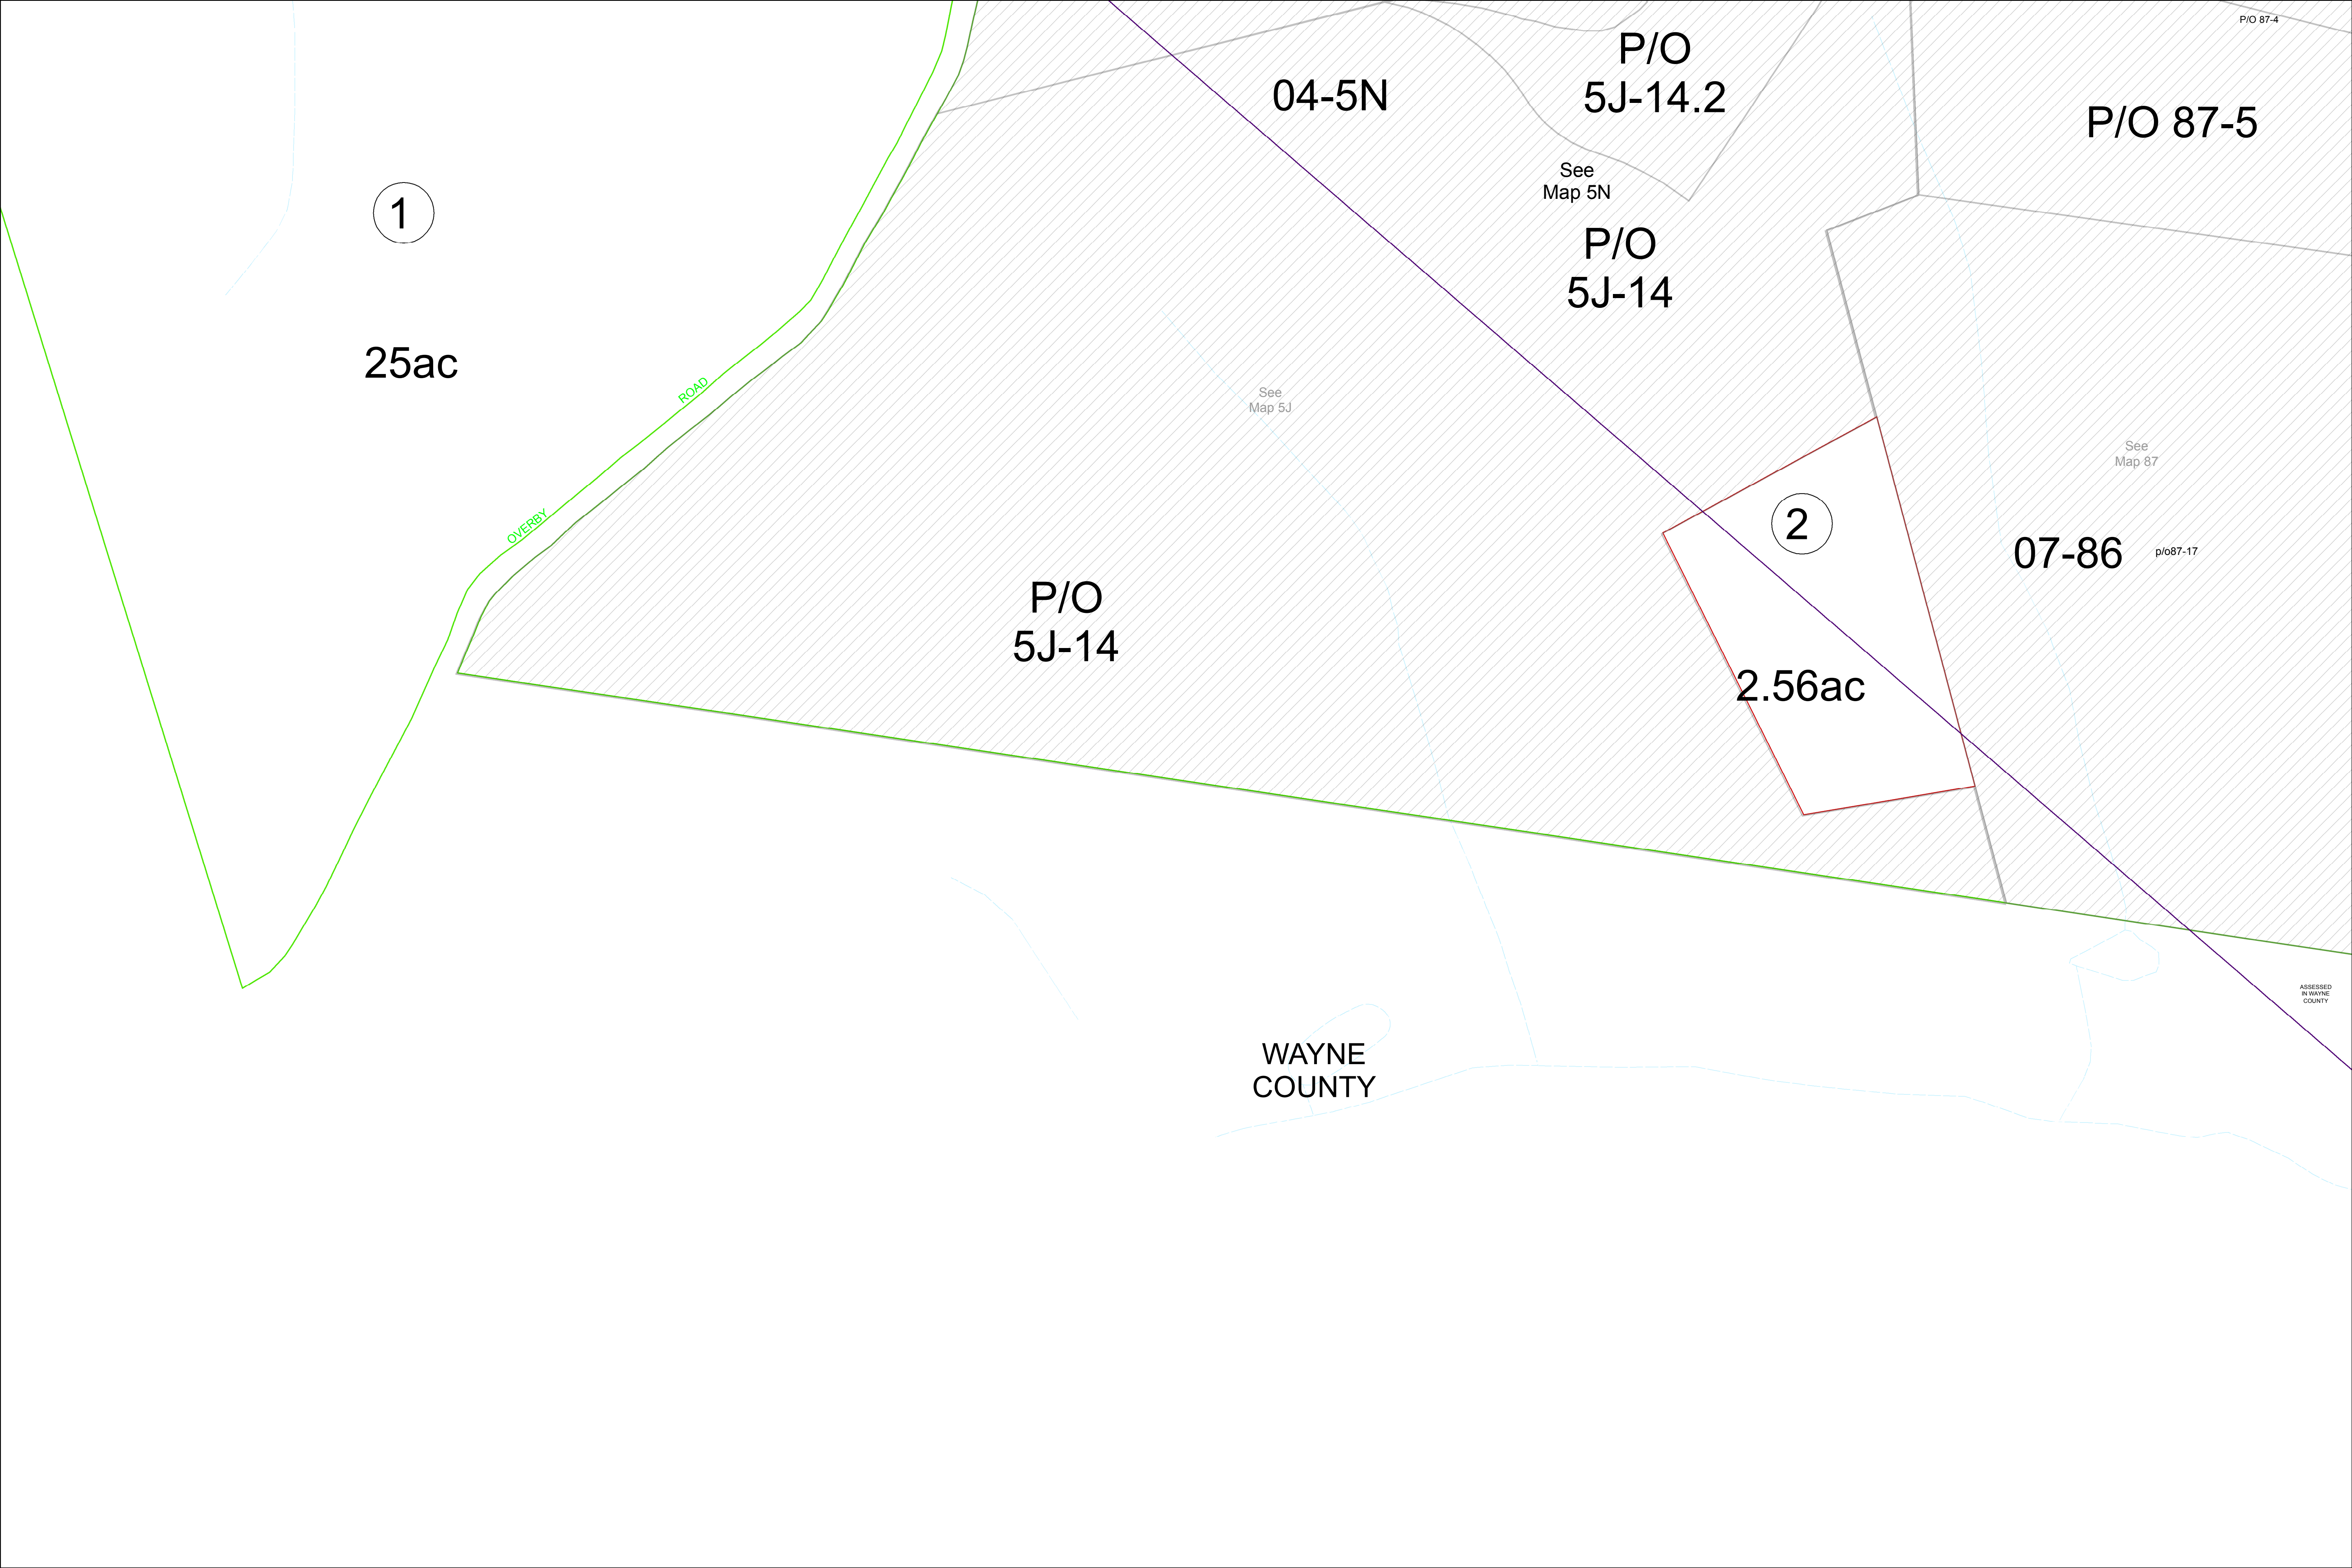 P/O 87-4
P/O
5J-14.2
04-5N
P/O 87-5
See
Map 5N
1
P/O
5J-14
25ac
ROAD
See
Map 5J
See
Map 87
OVERBY
2
07-86
p/o87-17
P/O
5J-14
2.56ac
ASSESSED
IN WAYNE
COUNTY
WAYNE
COUNTY